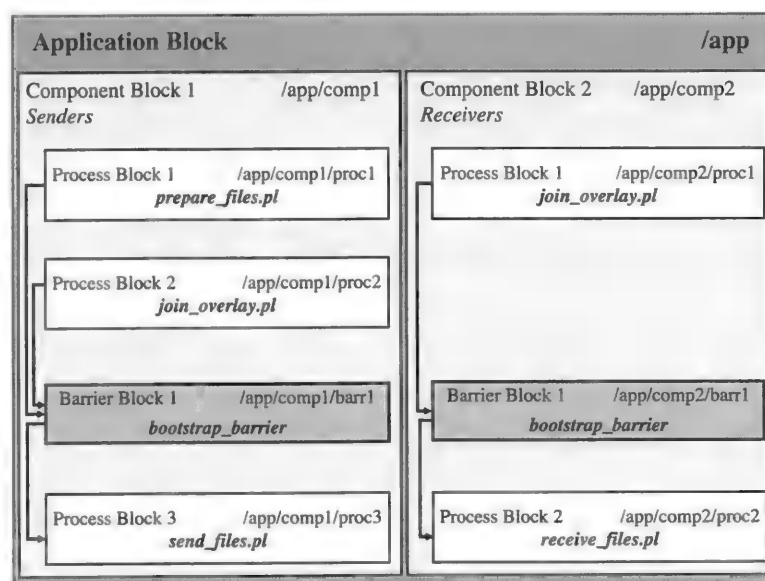 Application Block /app
Component Block 1 /app/comp1
Senders
Process Block 1 /app/comp1/proc1
prepare_files.pl
Process Block 2 /app/comp1/proc2
join_overlay.pl
Barrier Block 1 /app/comp1/barr1
bootstrap_barrier
Process Block 3 /app/comp1/proc3
send_files.pl
Component Block 2 /app/comp2
Receivers
Process Block 1 /app/comp2/proc1
join_overlay.pl
Barrier Block 1 /app/comp2/barr1
bootstrap_barrier
Process Block 2 /app/comp2/proc2
receive_files.pl